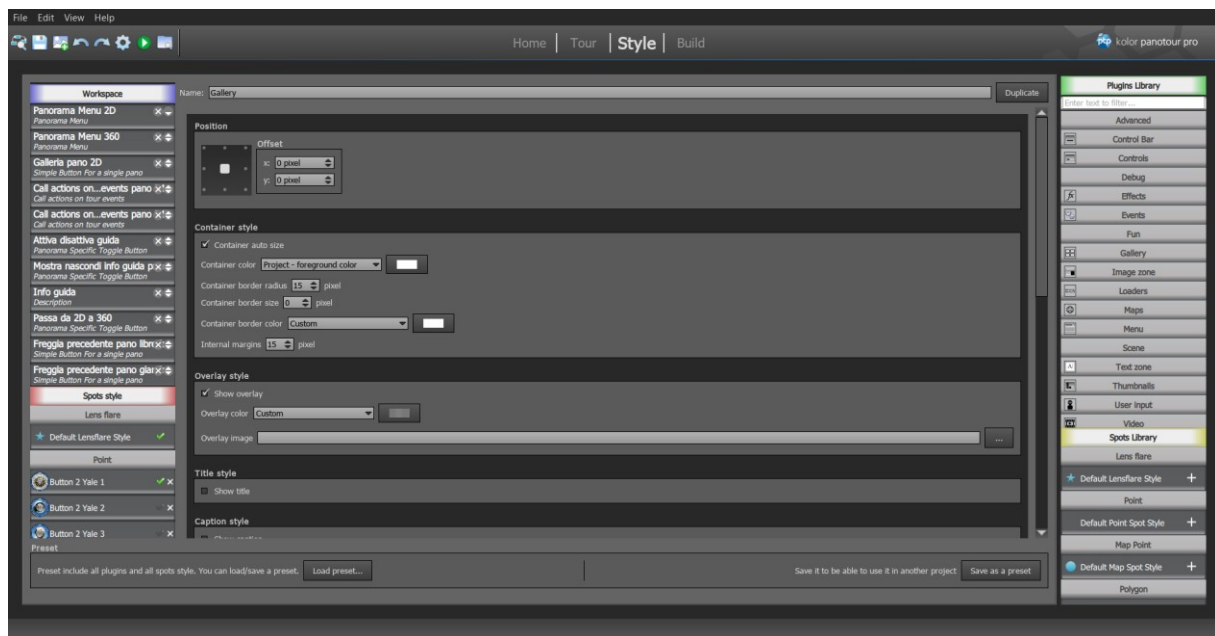 File Edit View Help
Home Tour Style Build
kolor panotour pro
Workspace
Panorama Menu 2D
Panorama Menu
Panorama Menu 360
Panorama Menu
Galleria pano 2D
Simple Button For a single pano
Call actions on...events pano
Call actions on tour events
Call actions on...events pano
Call actions on tour events
Attiva disattiva guida
Panorama Specific Toggle Button
Mostra nascondi info guida p
Panorama Specific Toggle Button
Info guida
Description
Passa da 2D a 360
Panorama Specific Toggle Button
Freggia precedente pano libr
Simple Button For a single pano
Freggia precedente pano giar
Simple Button For a single pano
Spots style
Lens flare
Default Lensflare Style
Point
Button 2 Yale 1
Button 2 Yale 2
Button 2 Yale 3
Name: Gallery
Duplicate
Position
Offset
x: 0 pixel
y: 0 pixel
Container style
Container auto size
Container color Project - foreground color
Container border radius 15 pixel
Container border size 0 pixel
Container border color Custom
Internal margins 15 pixel
Overlay style
Show overlay
Overlay color Custom
Overlay image ...
Title style
Show title
Caption style
Preset
Preset include all plugins and all spots style. You can load/save a preset. Load preset...
Save it to be able to use it in another project Save as a preset
Plugins Library
Enter text to filter...
Advanced
Control Bar
Controls
Debug
Effects
Events
Fun
Gallery
Image zone
Loaders
Maps
Menu
Scene
Text zone
Thumbnails
User input
Video
Spots Library
Lens flare
Default Lensflare Style
Point
Default Point Spot Style
Map Point
Default Map Spot Style
Polygon